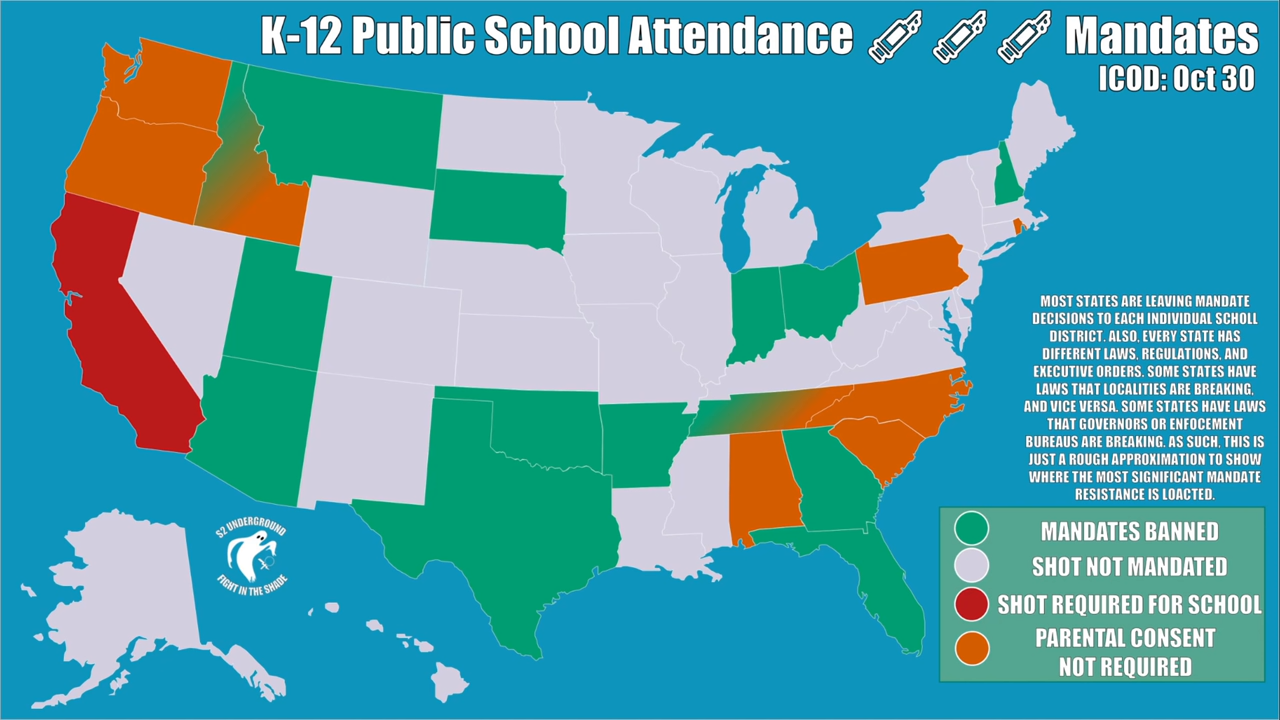 K-12 Public School Attendance Mandates
ICOD: Oct 30
MOST STATES ARE LEAVING MANDATE
DECISIONS TO EACH INDIVIDUAL SCHOLL
DISTRICT. ALSO, EVERY STATE HAS
DIFFERENT LAWS, REGULATIONS, AND
EXECUTIVE ORDERS. SOME STATES HAVE
LAWS THAT LOCALITIES ARE BREAKING,
AND VICE VERSA. SOME STATES HAVE LAWS
THAT GOVERNORS OR ENFOCEMENT
BUREAUS ARE BREAKING. AS SUCH, THIS IS
JUST A ROUGH APPROXIMATION TO SHOW
WHERE THE MOST SIGNIFICANT MANDATE
RESISTANCE IS LOACTED.
S2 UNDERGROUND
FIGHT IN THE SHADE
MANDATES BANNED
SHOT NOT MANDATED
SHOT REQUIRED FOR SCHOOL
PARENTAL CONSENT
NOT REQUIRED